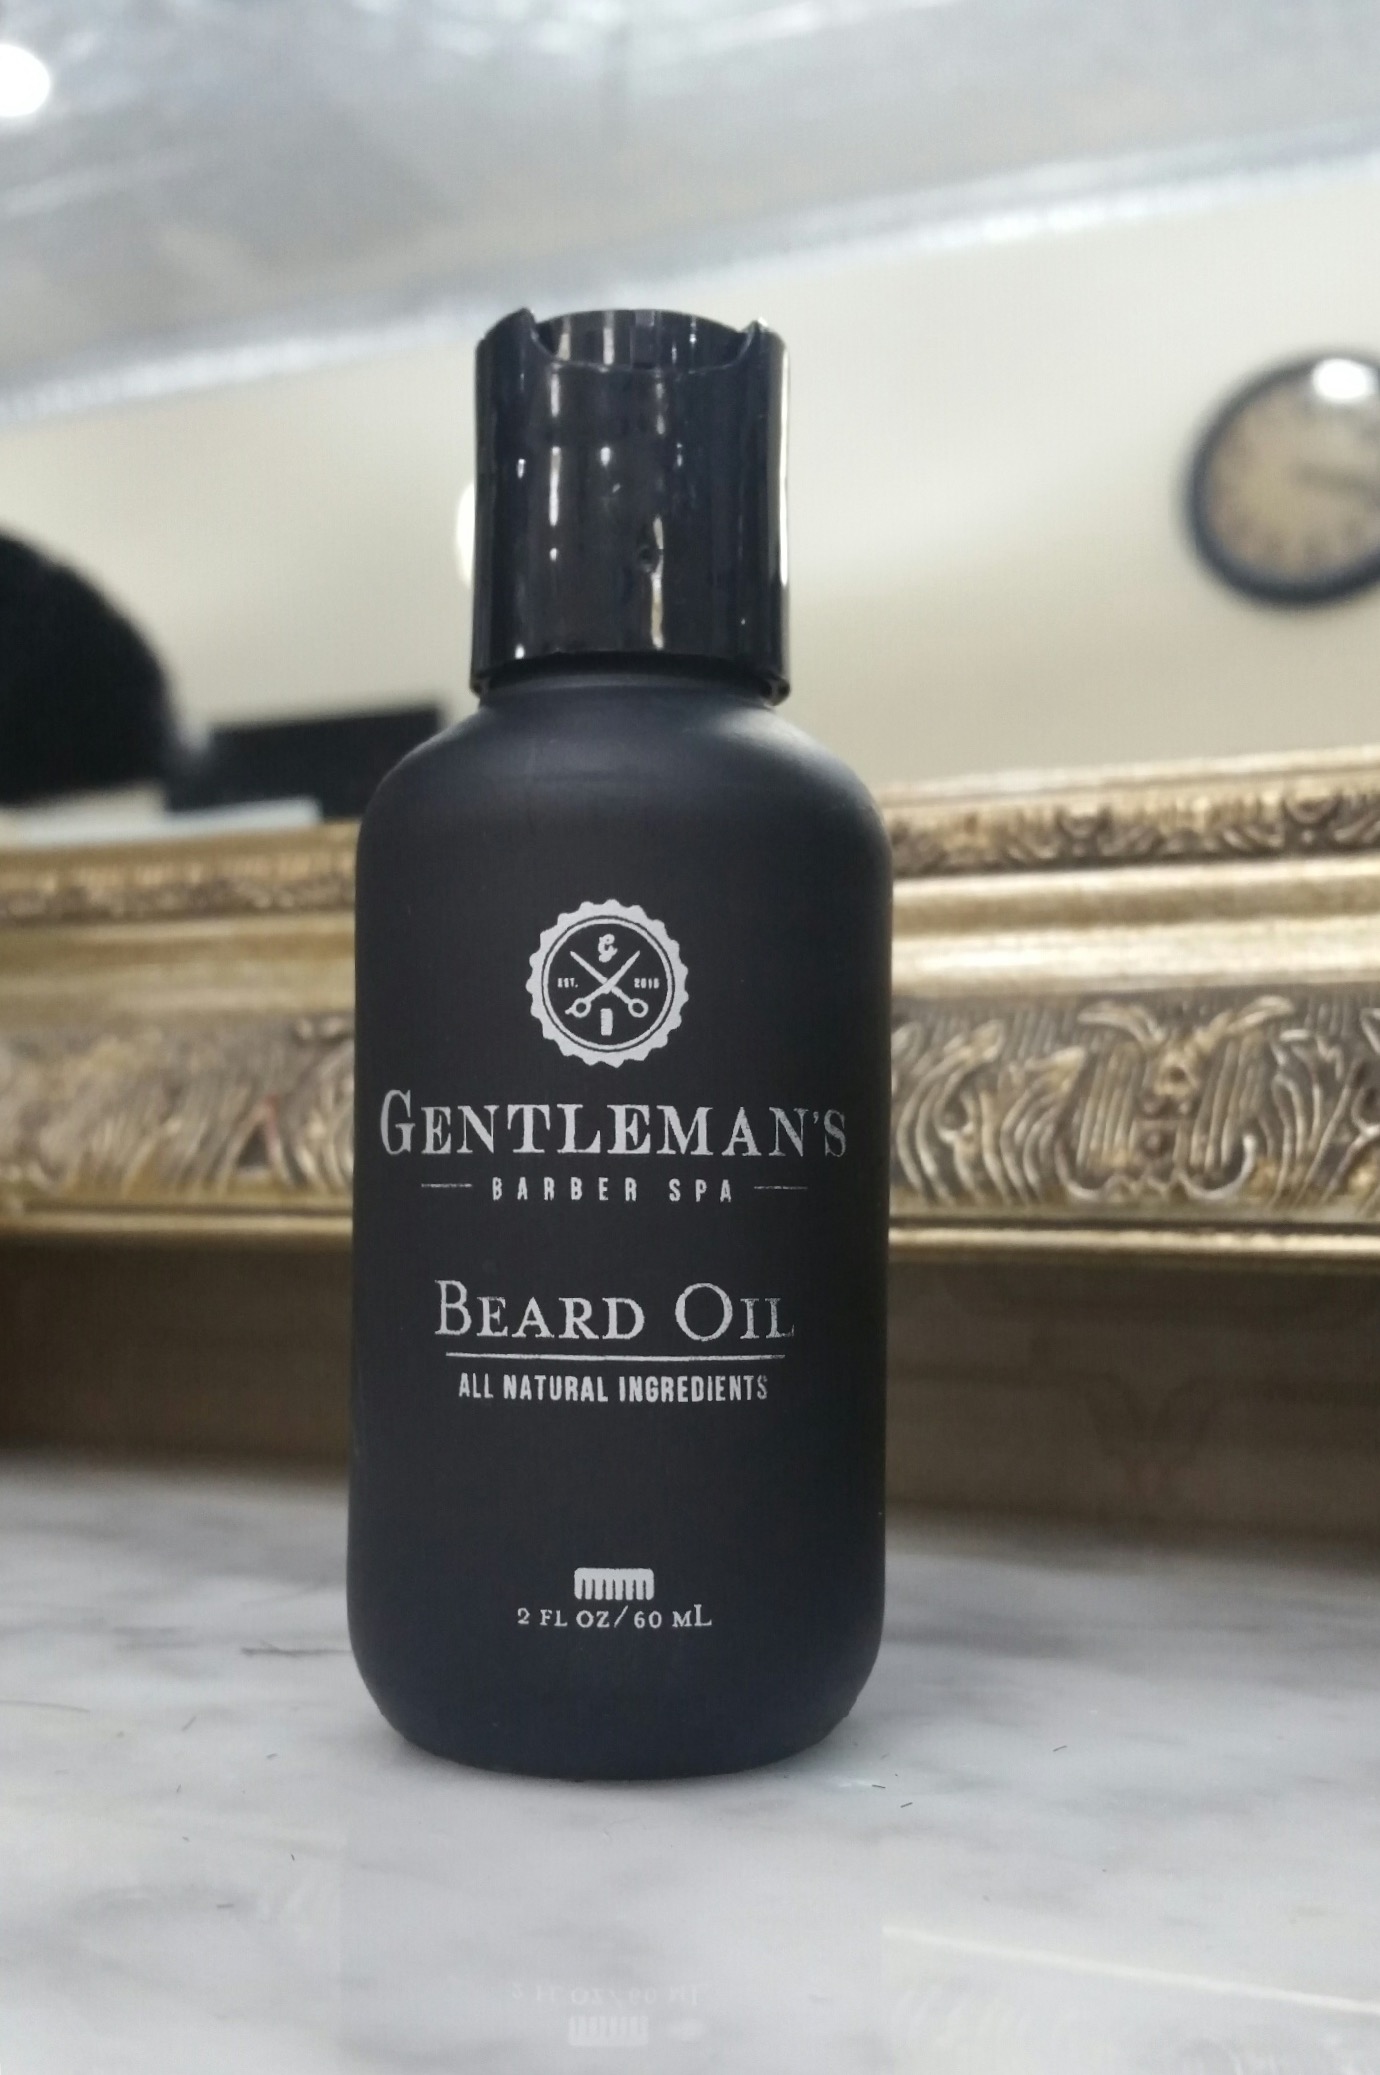 G
EST. 2016
GENTLEMAN'S
BARBER SPA
BEARD OIL
ALL NATURAL INGREDIENTS
2 FL OZ/60 ML